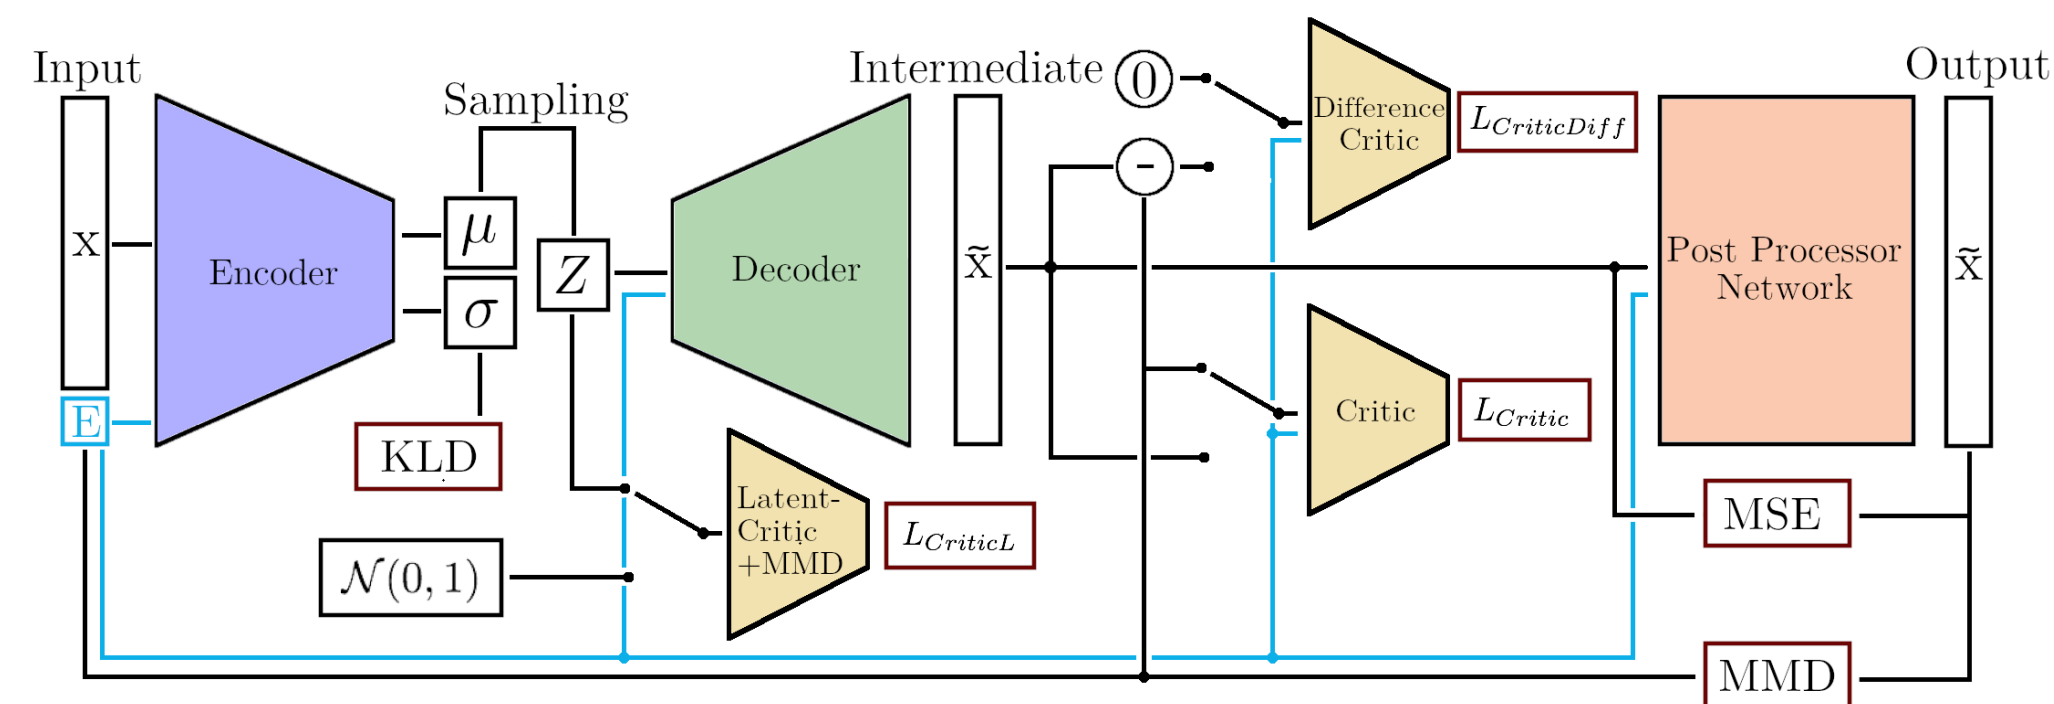 Input
Sampling
Intermediate
Output
0
-
x
E
Encoder
μ
σ
KLD
Z
N(0, 1)
Decoder
Latent-
Critic
+MMD
L_CriticL
x̃
Difference
Critic
L_CriticDiff
Critic
L_Critic
Post Processor
Network
x̃
MSE
MMD